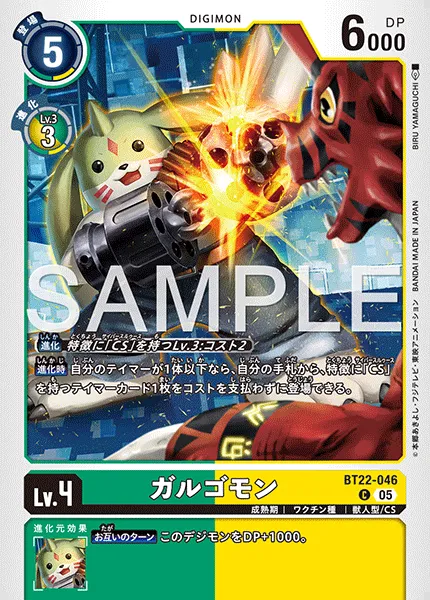 DIGIMON
登場
5
DP
6000
進化
Lv.3
3
BIRU YAMAGUCHI
BANDAI MADE IN JAPAN
©本郷あきよし・フジテレビ・東映アニメーション
SAMPLE
進化 特徴に「CS」を持つLv.3:コスト2
進化時 自分のテイマーが1体以下なら、自分の手札から、特徴に「CS」
を持つテイマーカード1枚をコストを支払わずに登場できる。
BT22-046
Lv.4
ガルゴモン
C 05
成熟期 | ワクチン種 | 獣人型/CS
進化元効果
お互いのターン このデジモンをDP+1000。